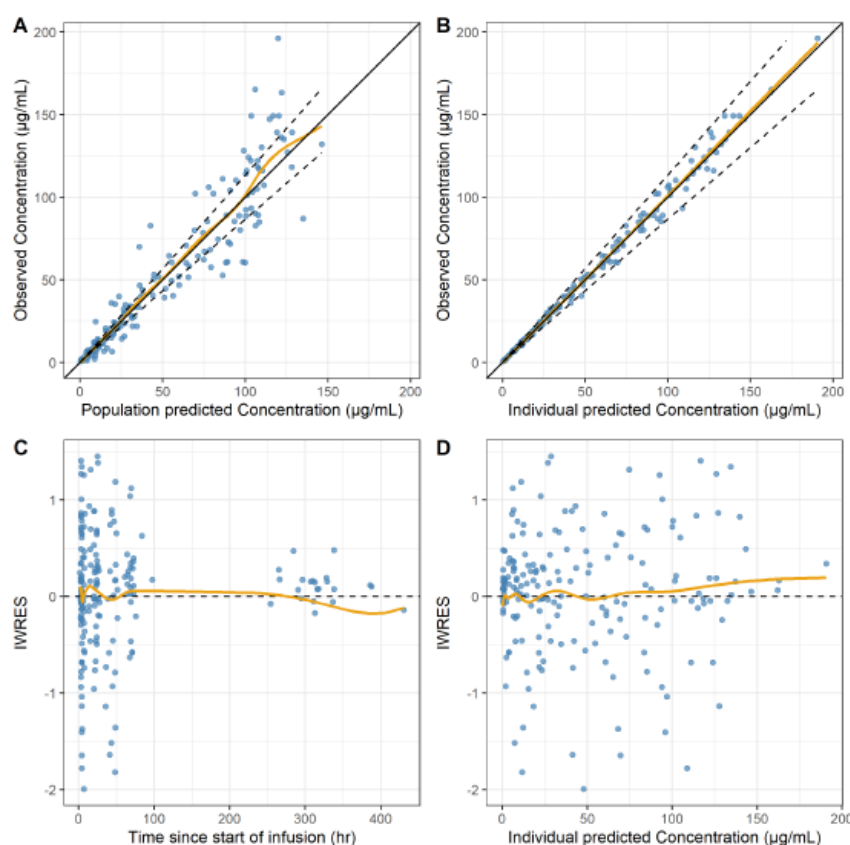 A
B
200
150
100
50
0
Observed Concentration (µg/mL)
0 50 100 150 200
Population predicted Concentration (µg/mL)
200
150
100
50
0
Observed Concentration (µg/mL)
0 50 100 150 200
Individual predicted Concentration (µg/mL)
C
D
1
0
-1
-2
IWRES
0 100 200 300 400
Time since start of infusion (hr)
1
0
-1
-2
IWRES
0 50 100 150 200
Individual predicted Concentration (µg/mL)